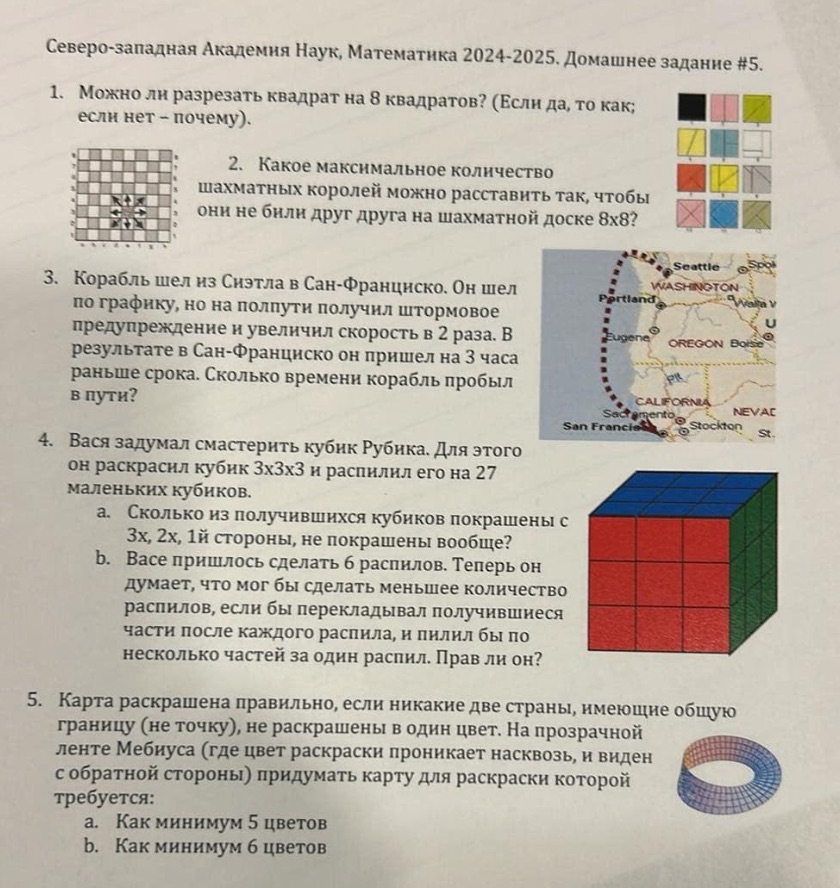 Северо-западная Академия Наук, Математика 2024-2025. Домашнее задание #5.
1. Можно ли разрезать квадрат на 8 квадратов? (Если да, то как;
если нет – почему).
2. Какое максимальное количество
шахматных королей можно расставить так, чтобы
они не били друг друга на шахматной доске 8х8?
3. Корабль шел из Сиэтла в Сан-Франциско. Он шел
по графику, но на полпути получил штормовое
предупреждение и увеличил скорость в 2 раза. В
результате в Сан-Франциско он пришел на 3 часа
раньше срока. Сколько времени корабль пробыл
в пути?
Seattle
Spok
WASHINGTON
Portland
Walla
Eugene
OREGON
Boise
CALIFORNIA
Sacramento
NEVAD
San Francis
Stockton
St.
4. Вася задумал смастерить кубик Рубика. Для этого
он раскрасил кубик 3х3х3 и распилил его на 27
маленьких кубиков.
a. Сколько из получившихся кубиков покрашены с
3х, 2х, 1й стороны, не покрашены вообще?
b. Васе пришлось сделать 6 распилов. Теперь он
думает, что мог бы сделать меньшее количество
распилов, если бы перекладывал получившиеся
части после каждого распила, и пилил бы по
несколько частей за один распил. Прав ли он?
5. Карта раскрашена правильно, если никакие две страны, имеющие общую
границу (не точку), не раскрашены в один цвет. На прозрачной
ленте Мебиуса (где цвет раскраски проникает насквозь, и виден
с обратной стороны) придумать карту для раскраски которой
требуется:
a. Как минимум 5 цветов
b. Как минимум 6 цветов